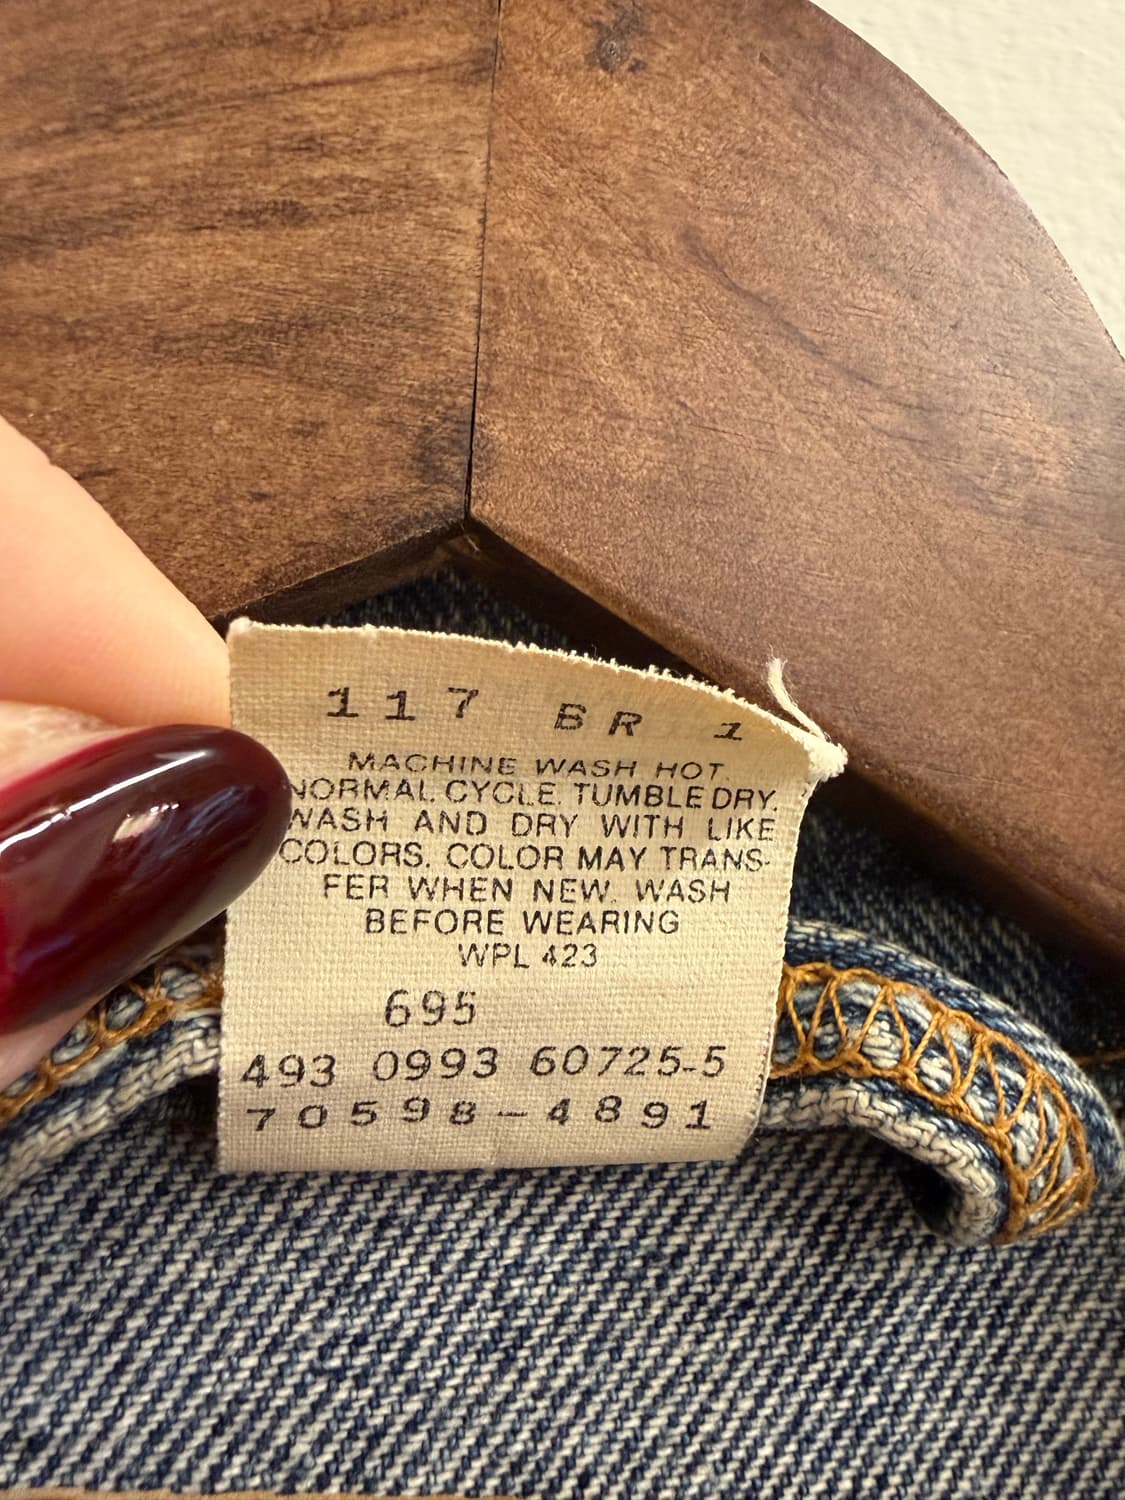 117 BR 1
MACHINE WASH HOT.
NORMAL CYCLE. TUMBLE DRY.
WASH AND DRY WITH LIKE
COLORS. COLOR MAY TRANS-
FER WHEN NEW. WASH
BEFORE WEARING
WPL 423
695
493 0993 60725-5
70598-4891